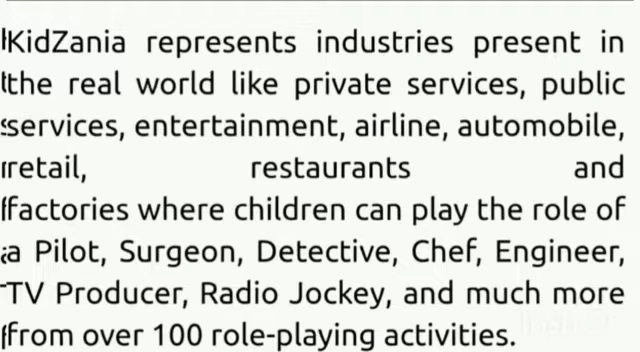 KidZania represents industries present in
the real world like private services, public
services, entertainment, airline, automobile,
retail, restaurants and
factories where children can play the role of
a Pilot, Surgeon, Detective, Chef, Engineer,
TV Producer, Radio Jockey, and much more
from over 100 role-playing activities.